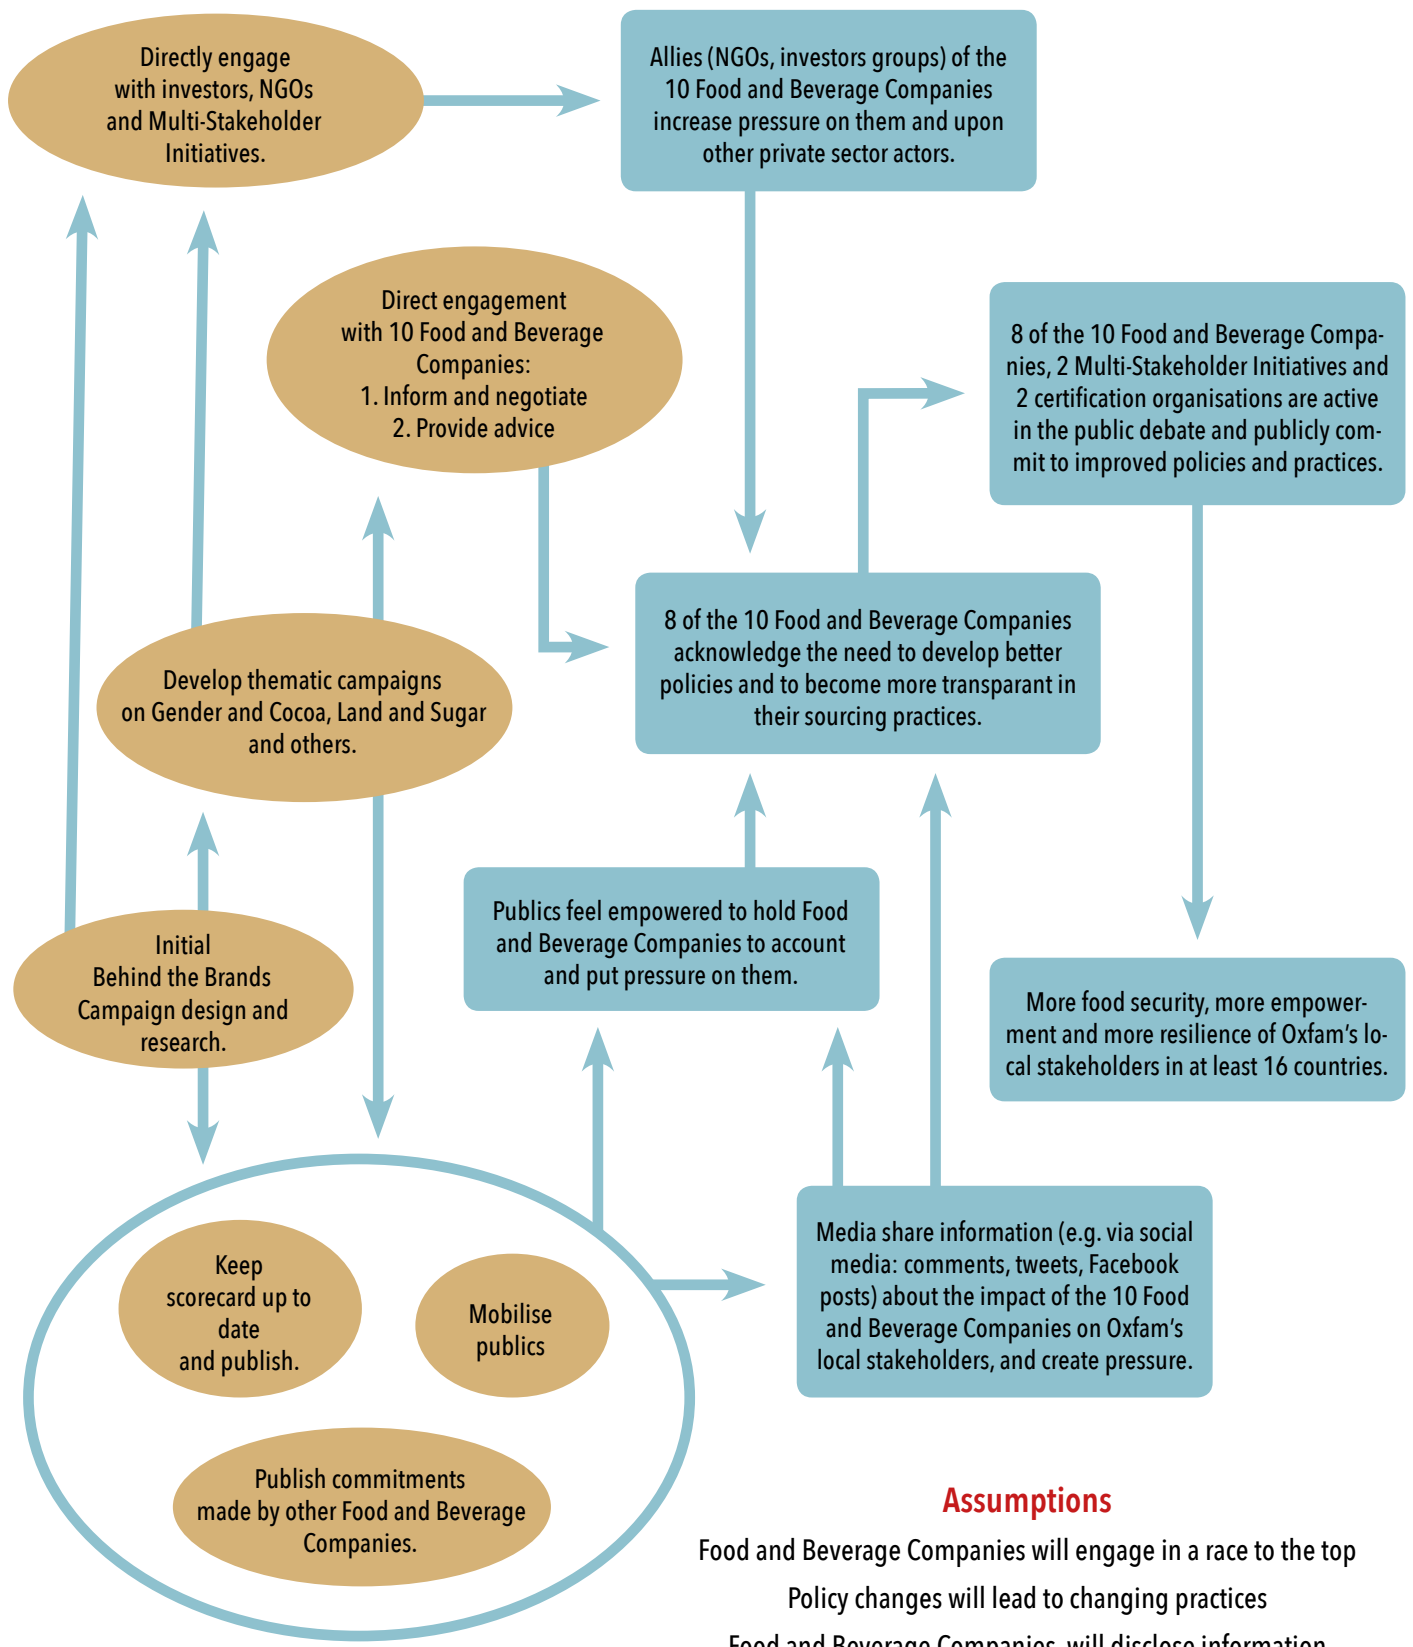 Directly engage
with investors, NGOs
and Multi-Stakeholder
Initiatives.
Allies (NGOs, investors groups) of the
10 Food and Beverage Companies
increase pressure on them and upon
other private sector actors.
Direct engagement
with 10 Food and Beverage
Companies:
1. Inform and negotiate
2. Provide advice
8 of the 10 Food and Beverage Compa-
nies, 2 Multi-Stakeholder Initiatives and
2 certification organisations are active
in the public debate and publicly com-
mit to improved policies and practices.
8 of the 10 Food and Beverage Companies
acknowledge the need to develop better
policies and to become more transparant in
their sourcing practices.
Develop thematic campaigns
on Gender and Cocoa, Land and Sugar
and others.
Publics feel empowered to hold Food
and Beverage Companies to account
and put pressure on them.
Initial
Behind the Brands
Campaign design and
research.
More food security, more empower-
ment and more resilience of Oxfam's lo-
cal stakeholders in at least 16 countries.
Keep
scorecard up to
date
and publish.
Mobilise
publics
Media share information (e.g. via social
media: comments, tweets, Facebook
posts) about the impact of the 10 Food
and Beverage Companies on Oxfam's
local stakeholders, and create pressure.
Publish commitments
made by other Food and Beverage
Companies.
Assumptions
Food and Beverage Companies will engage in a race to the top
Policy changes will lead to changing practices
Food and Beverage Companies will disclose information